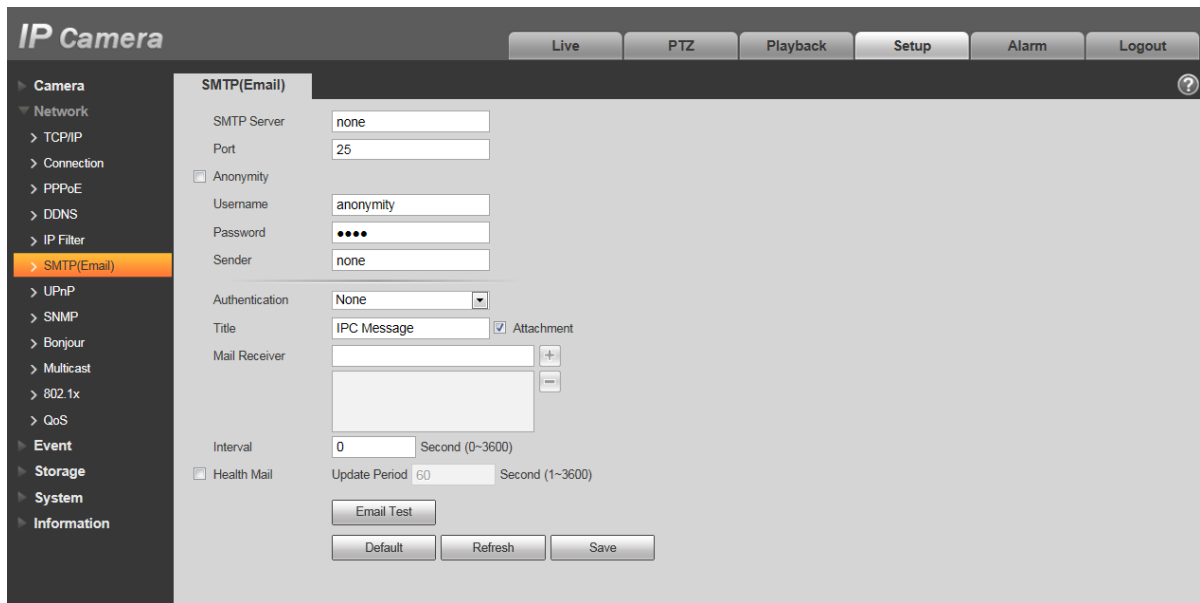 IP Camera
Live PTZ Playback Setup Alarm Logout
Camera
Network
TCP/IP
Connection
PPPoE
DDNS
IP Filter
SMTP(Email)
UPnP
SNMP
Bonjour
Multicast
802.1x
QoS
Event
Storage
System
Information
SMTP(Email)
?
SMTP Server none
Port 25
Anonymity
Username anonymity
Password ••••
Sender none
Authentication None
Title IPC Message Attachment
Mail Receiver
Interval 0 Second (0~3600)
Health Mail Update Period 60 Second (1~3600)
Email Test
Default Refresh Save